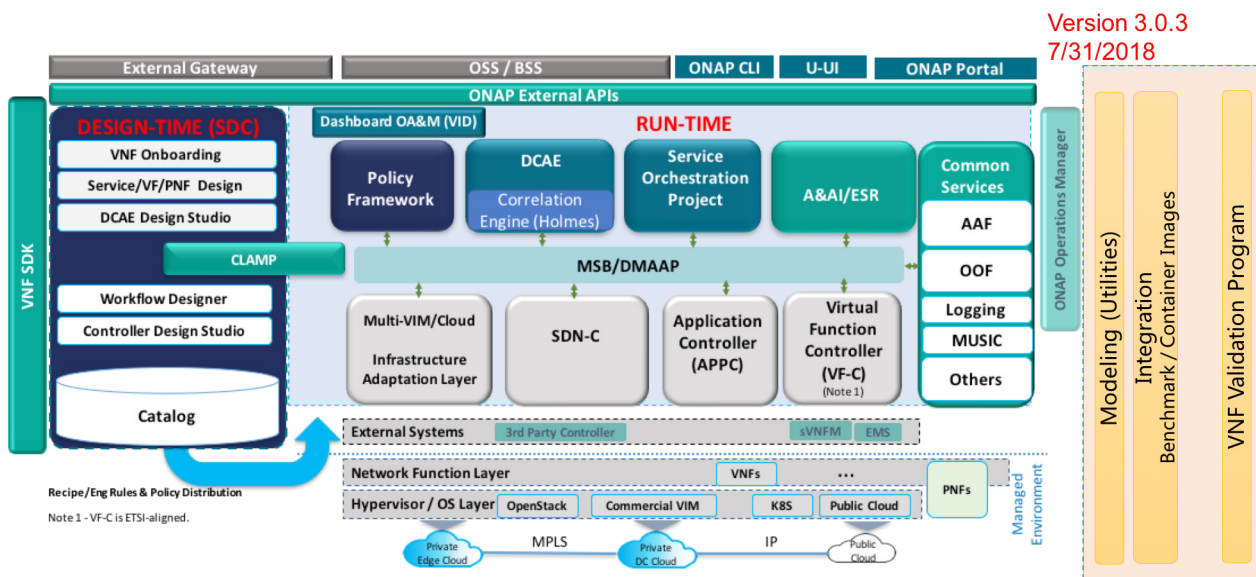 Version 3.0.3
7/31/2018
External Gateway
OSS / BSS
ONAP CLI
U-UI
ONAP Portal
ONAP External APIs
VNF SDK
DESIGN-TIME (SDC)
VNF Onboarding
Service/VF/PNF Design
DCAE Design Studio
CLAMP
Workflow Designer
Controller Design Studio
Catalog
Dashboard OA&M (VID)
RUN-TIME
Policy
Framework
DCAE
Correlation
Engine (Holmes)
Service
Orchestration
Project
A&AI/ESR
MSB/DMAAP
Multi-VIM/Cloud
Infrastructure
Adaptation Layer
SDN-C
Application
Controller
(APPC)
Virtual
Function
Controller
(VF-C)
(Note 1)
Common
Services
AAF
OOF
Logging
MUSIC
Others
ONAP Operations Manager
Modeling (Utilities)
Integration
Benchmark / Container Images
VNF Validation Program
External Systems
3rd Party Controller
sVNFM
EMS
Network Function Layer
VNFs
...
PNFs
Hypervisor / OS Layer
OpenStack
Commercial VIM
K8S
Public Cloud
Managed
Environment
Private
Edge Cloud
MPLS
Private
DC Cloud
IP
Public
Cloud
Recipe/Eng Rules & Policy Distribution
Note 1 - VF-C is ETSI-aligned.